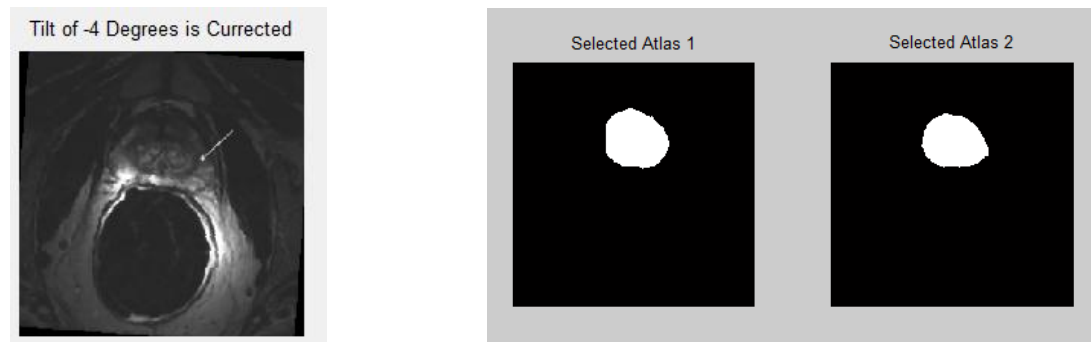 Tilt of -4 Degrees is Currected
Selected Atlas 1
Selected Atlas 2